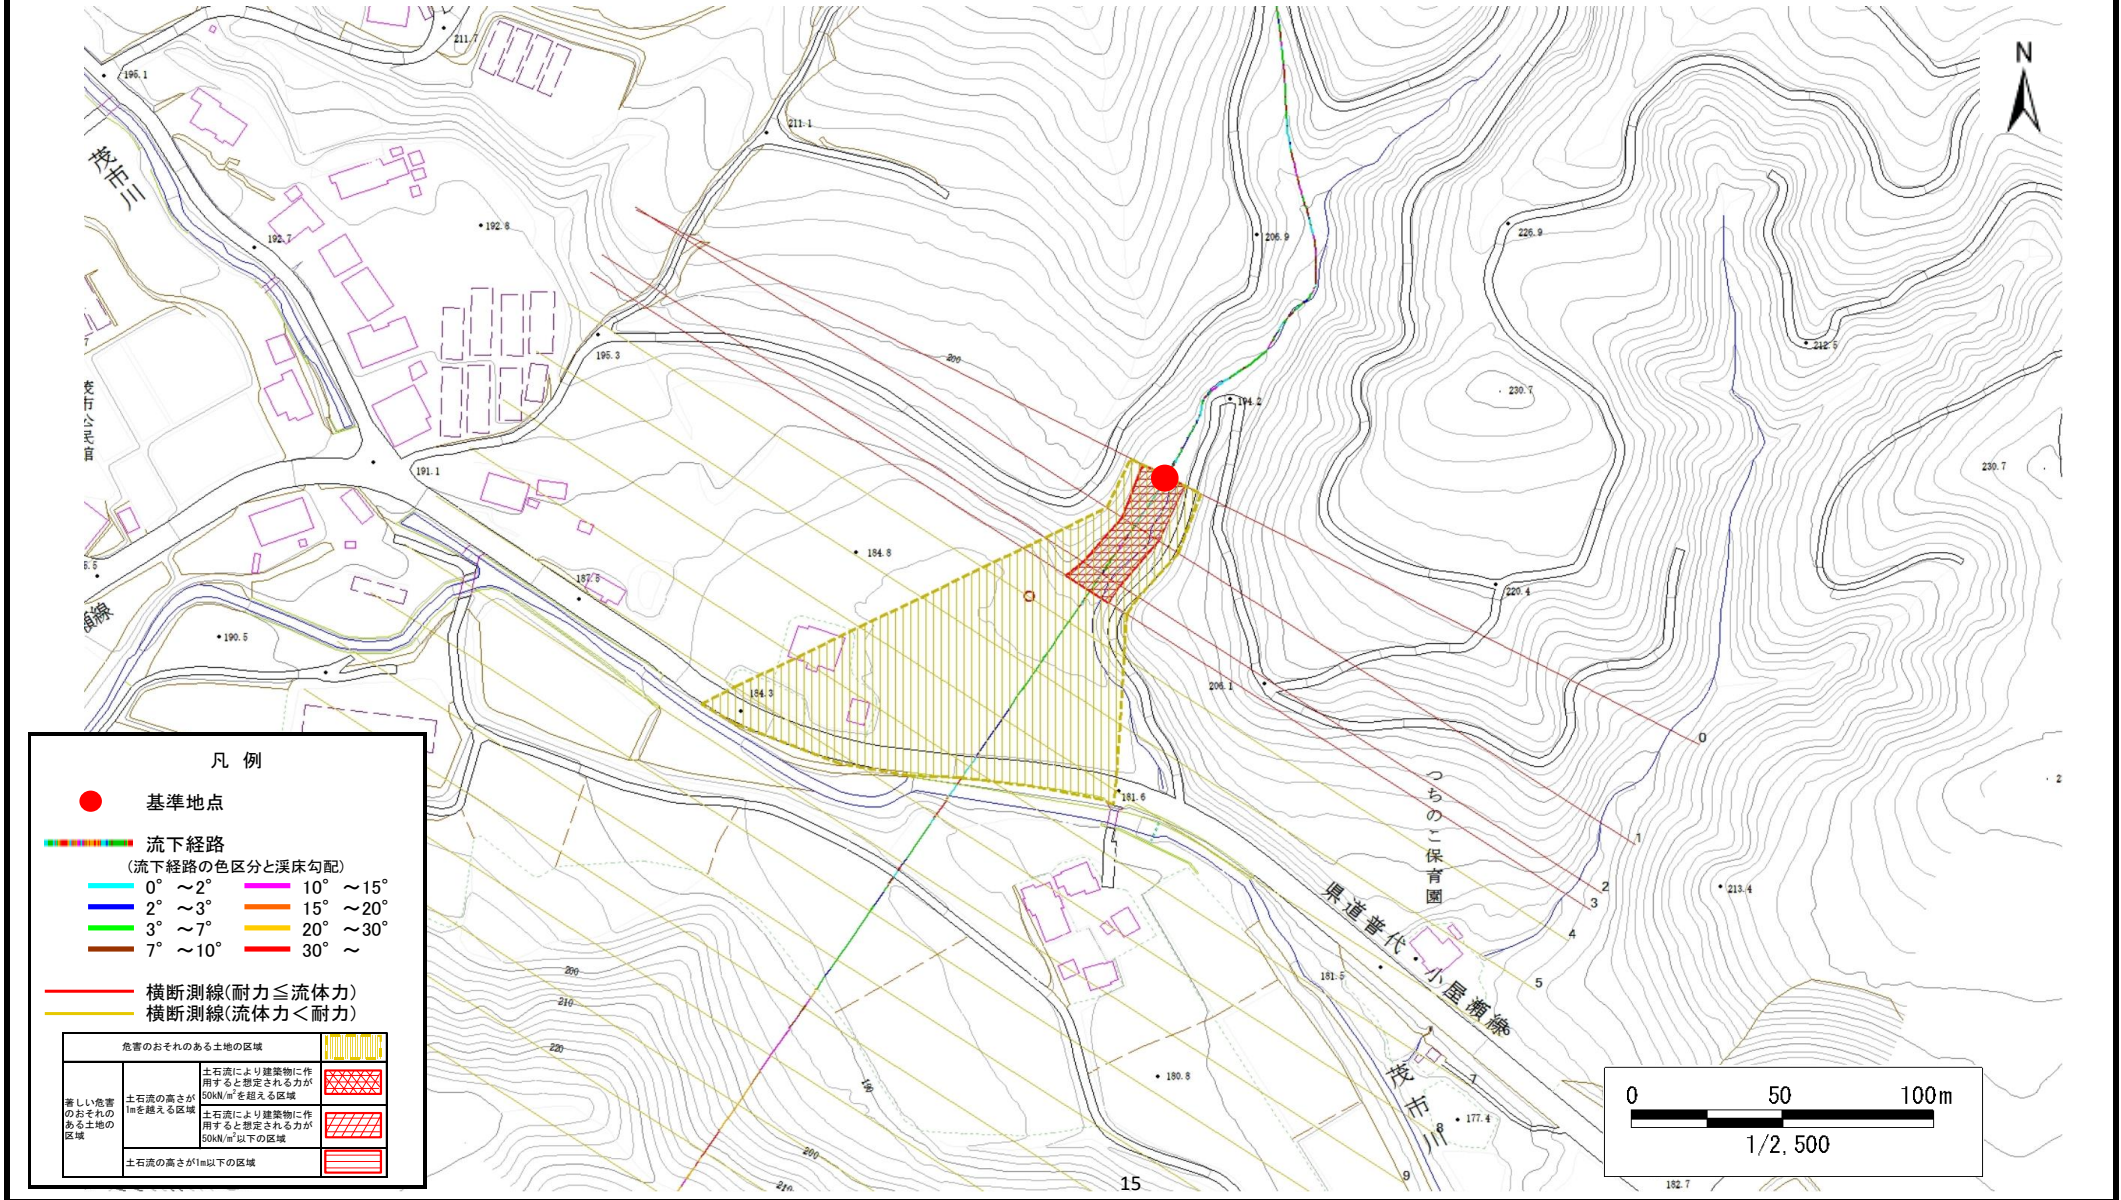 211.7
195.1
N
211.1
茂市川
192.8
192.7
206.9
226.9
195.3
200
212.5
茂市公民館
194.2
230.7
230.7
191.1
184.8
187.5
220.4
瀬線
190.5
184.3
206.1
0
181.6
つちのこ保育園
1
2
3
213.4
県道普代・小屋瀬線
4
5
181.5
6
200
210
220
190
180.8
7
茂市川
177.4
8
9
200
210
182.7
凡 例
基準地点
流下経路
(流下経路の色区分と渓床勾配)
0° ~2° 10° ~15°
2° ~3° 15° ~20°
3° ~7° 20° ~30°
7° ~10° 30° ~
横断測線(耐力≦流体力)
横断測線(流体力<耐力)
危害のおそれのある土地の区域
著しい危害
のおそれの
ある土地の
区域
土石流の高さが
1mを越える区域
土石流により建築物に作
用すると想定される力が
50kN/m²を超える区域
土石流により建築物に作
用すると想定される力が
50kN/m²以下の区域
土石流の高さが1m以下の区域
0 50 100m
1/2,500
15